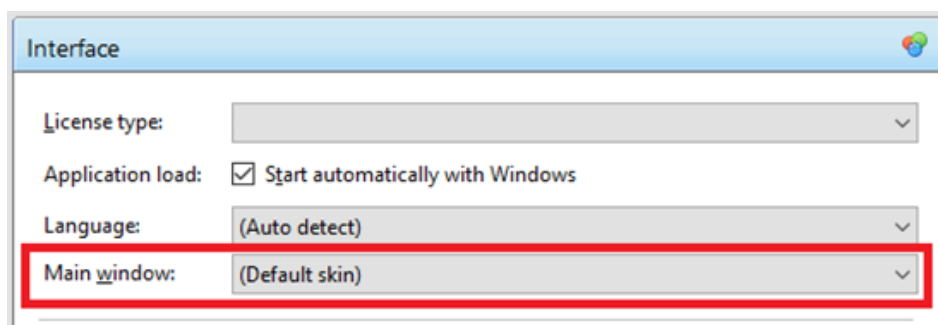 Interface
License type:
Application load: Start automatically with Windows
Language: (Auto detect)
Main window: (Default skin)